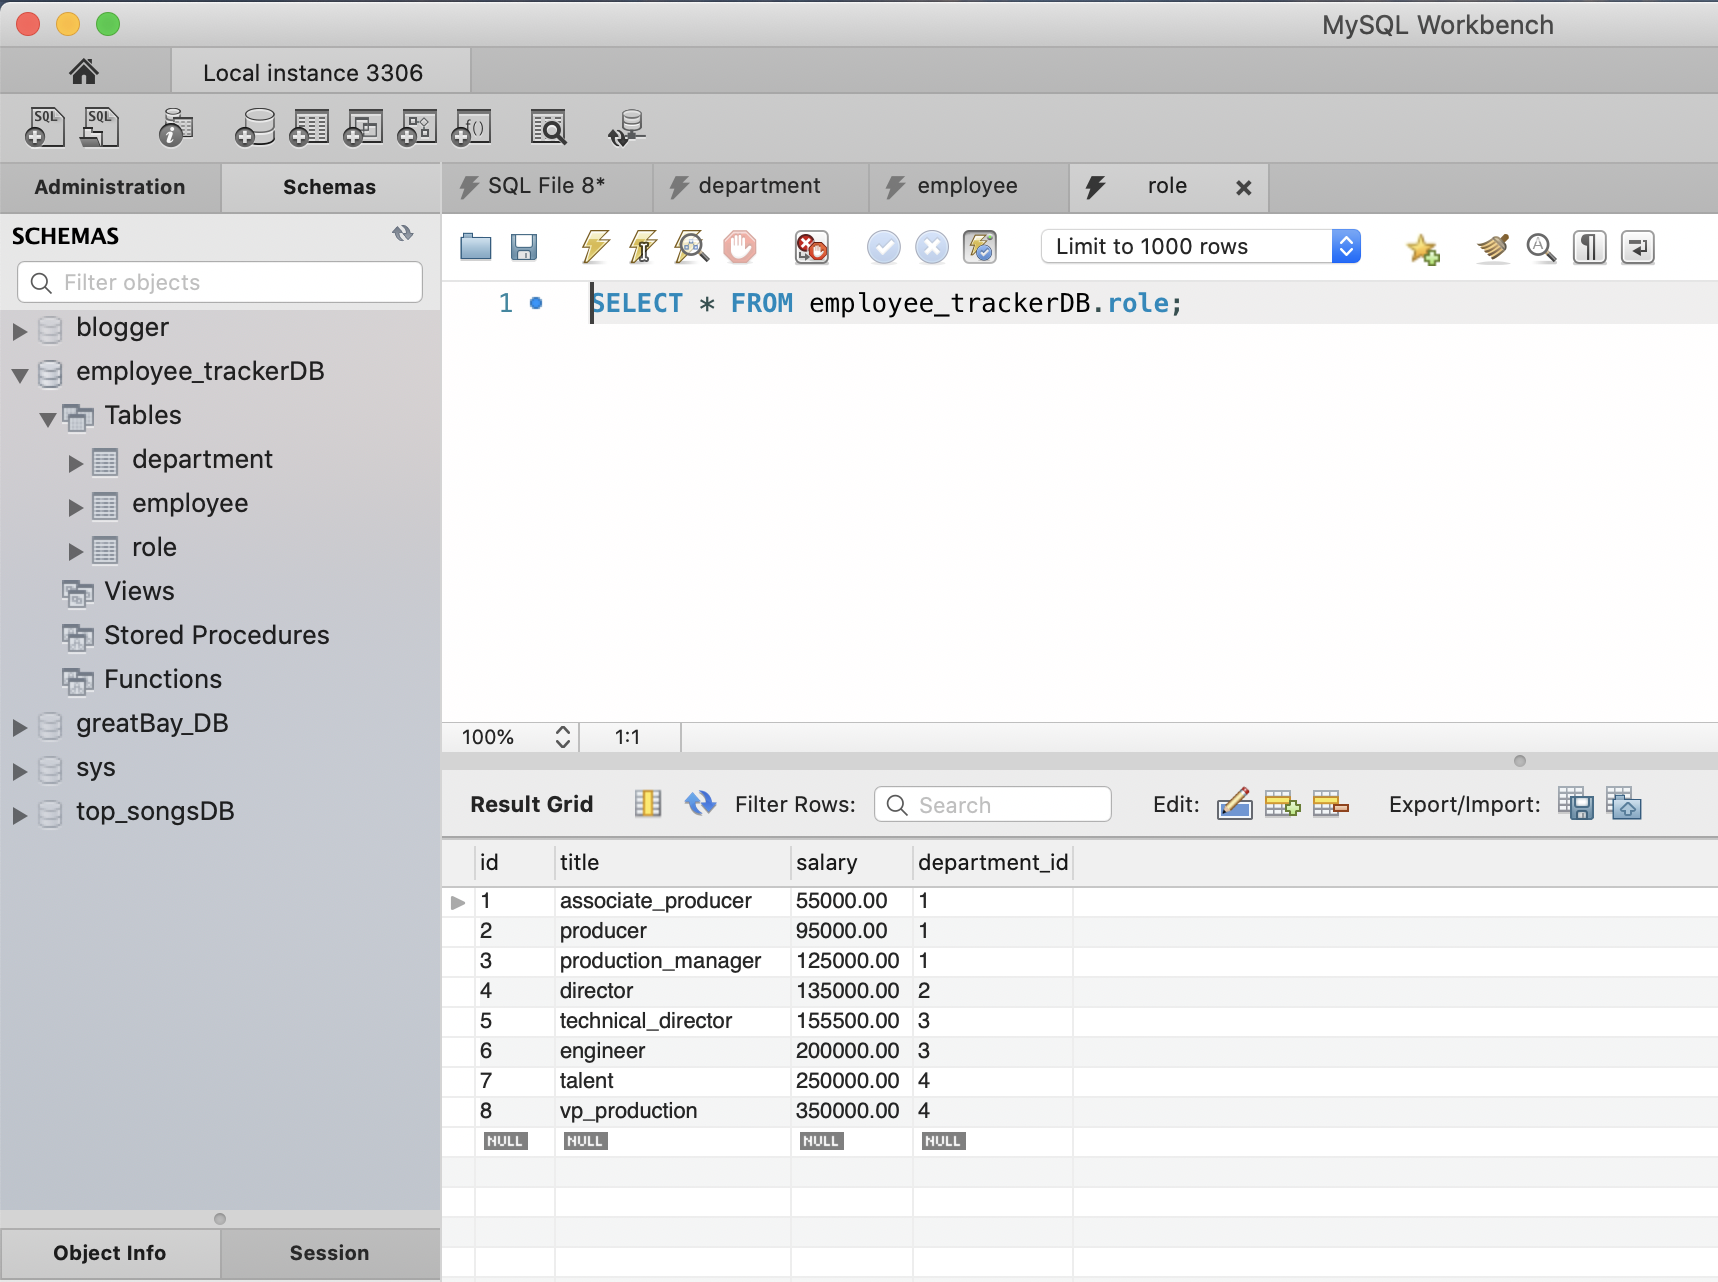 MySQL Workbench
Local instance 3306
SQL SQL
Administration Schemas
SQL File 8* department employee role
SCHEMAS
Filter objects
Limit to 1000 rows
1 SELECT * FROM employee_trackerDB.role;
blogger
employee_trackerDB
Tables
department
employee
role
Views
Stored Procedures
Functions
greatBay_DB
sys
top_songsDB
100% 1:1
Result Grid Filter Rows: Search Edit: Export/Import:
id title salary department_id
1 associate_producer 55000.00 1
2 producer 95000.00 1
3 production_manager 125000.00 1
4 director 135000.00 2
5 technical_director 155500.00 3
6 engineer 200000.00 3
7 talent 250000.00 4
8 vp_production 350000.00 4
NULL NULL NULL NULL
Object Info Session